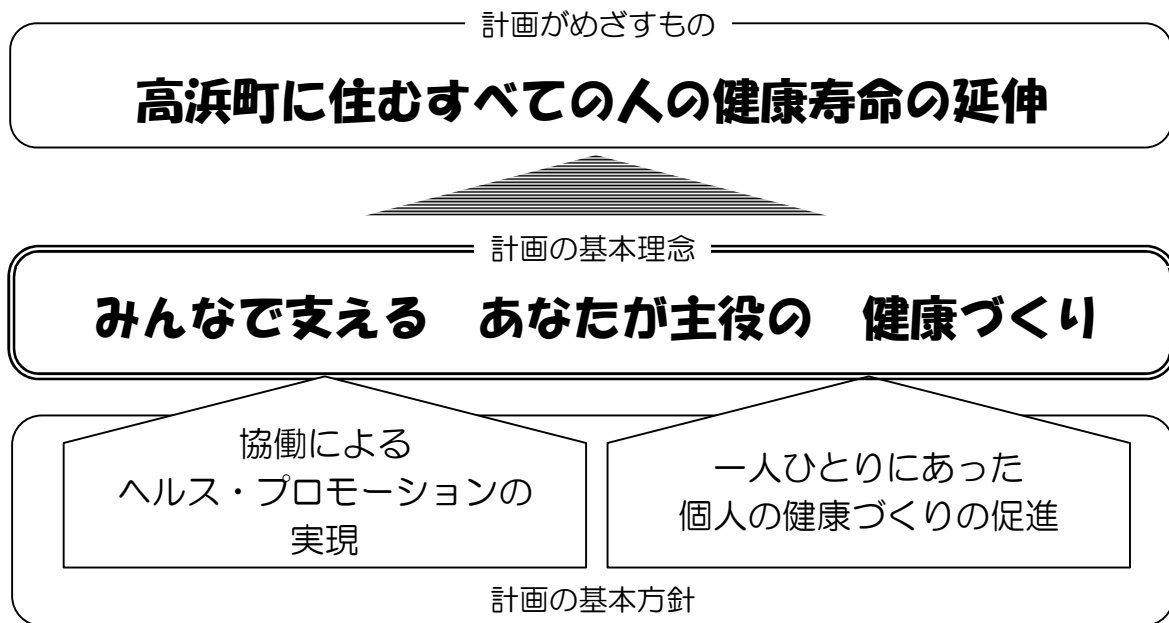 計画がめざすもの
高浜町に住むすべての人の健康寿命の延伸
計画の基本理念
みんなで支える　あなたが主役の　健康づくり
協働による
ヘルス・プロモーションの
実現
一人ひとりにあった
個人の健康づくりの促進
計画の基本方針